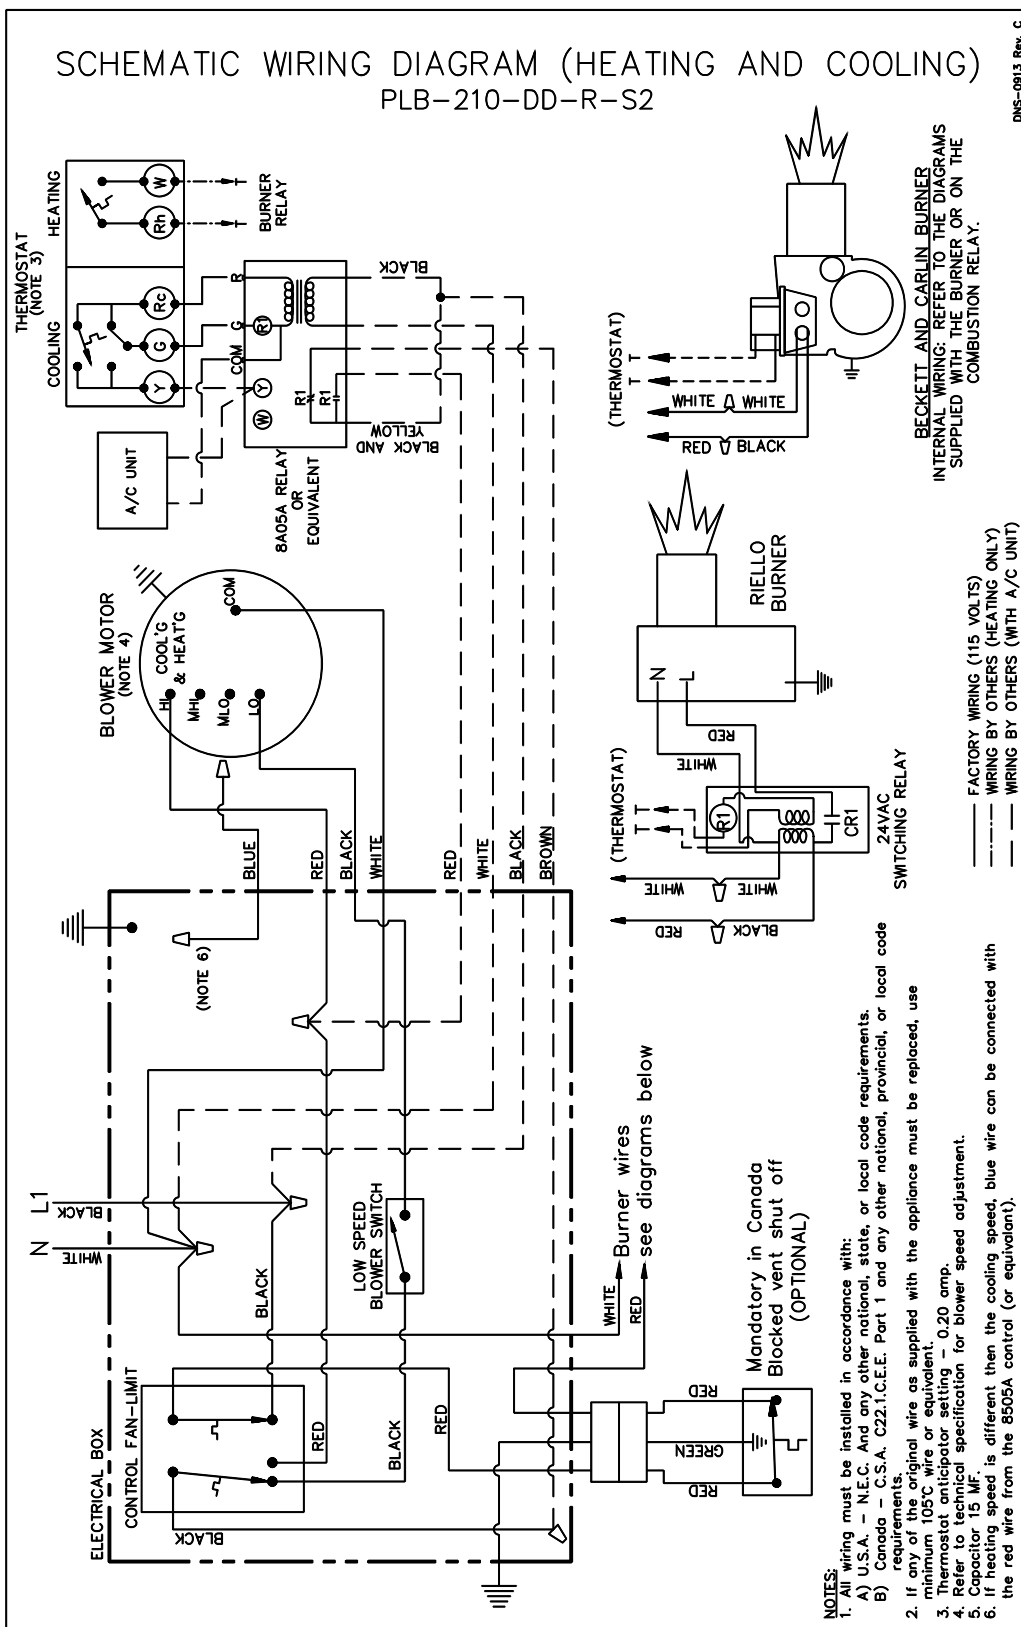 DNS-0913 Rev. C
SCHEMATIC WIRING DIAGRAM (HEATING AND COOLING)
PLB-210-DD-R-S2
THERMOSTAT
(NOTE 3)
HEATING
COOLING
W
Rh
Rc
G
Y
BURNER
RELAY
R
G
COM
R1
Y
W
R1
R1
BLACK
BLACK AND
YELLOW
A/C UNIT
8A05A RELAY
OR
EQUIVALENT
BLOWER MOTOR
(NOTE 4)
COM
COOL'G
& HEAT'G
HI
MHI
MLO
LO
BLUE
RED
BLACK
WHITE
RED
WHITE
BLACK
BROWN
(NOTE 6)
N
L1
WHITE
BLACK
BLACK
LOW SPEED
BLOWER SWITCH
ELECTRICAL BOX
CONTROL FAN-LIMIT
RED
BLACK
RED
BLACK
WHITE
RED
Burner wires
see diagrams below
RED
GREEN
RED
Mandatory in Canada
Blocked vent shut off
(OPTIONAL)
(THERMOSTAT)
WHITE
WHITE
RED
BLACK
BECKETT AND CARLIN BURNER
INTERNAL WIRING: REFER TO THE DIAGRAMS
SUPPLIED WITH THE BURNER OR ON THE
COMBUSTION RELAY.
RIELLO
BURNER
N
L
RED
WHITE
(THERMOSTAT)
R1
CR1
24VAC
SWITCHING RELAY
WHITE
WHITE
RED
BLACK
FACTORY WIRING (115 VOLTS)
WIRING BY OTHERS (HEATING ONLY)
WIRING BY OTHERS (WITH A/C UNIT)
NOTES:
1. All wiring must be installed in accordance with:
A) U.S.A. - N.E.C. And any other national, state, or local code requirements.
B) Canada - C.S.A. C22.1.C.E.E. Part 1 and any other national, provincial, or local code
requirements.
2. If any of the original wire as supplied with the appliance must be replaced, use
minimum 105°C wire or equivalent.
3. Thermostat anticipator setting - 0.20 amp.
4. Refer to technical specification for blower speed adjustment.
5. Capacitor 15 MF.
6. If heating speed is different then the cooling speed, blue wire can be connected with
the red wire from the 8505A control (or equivalant).